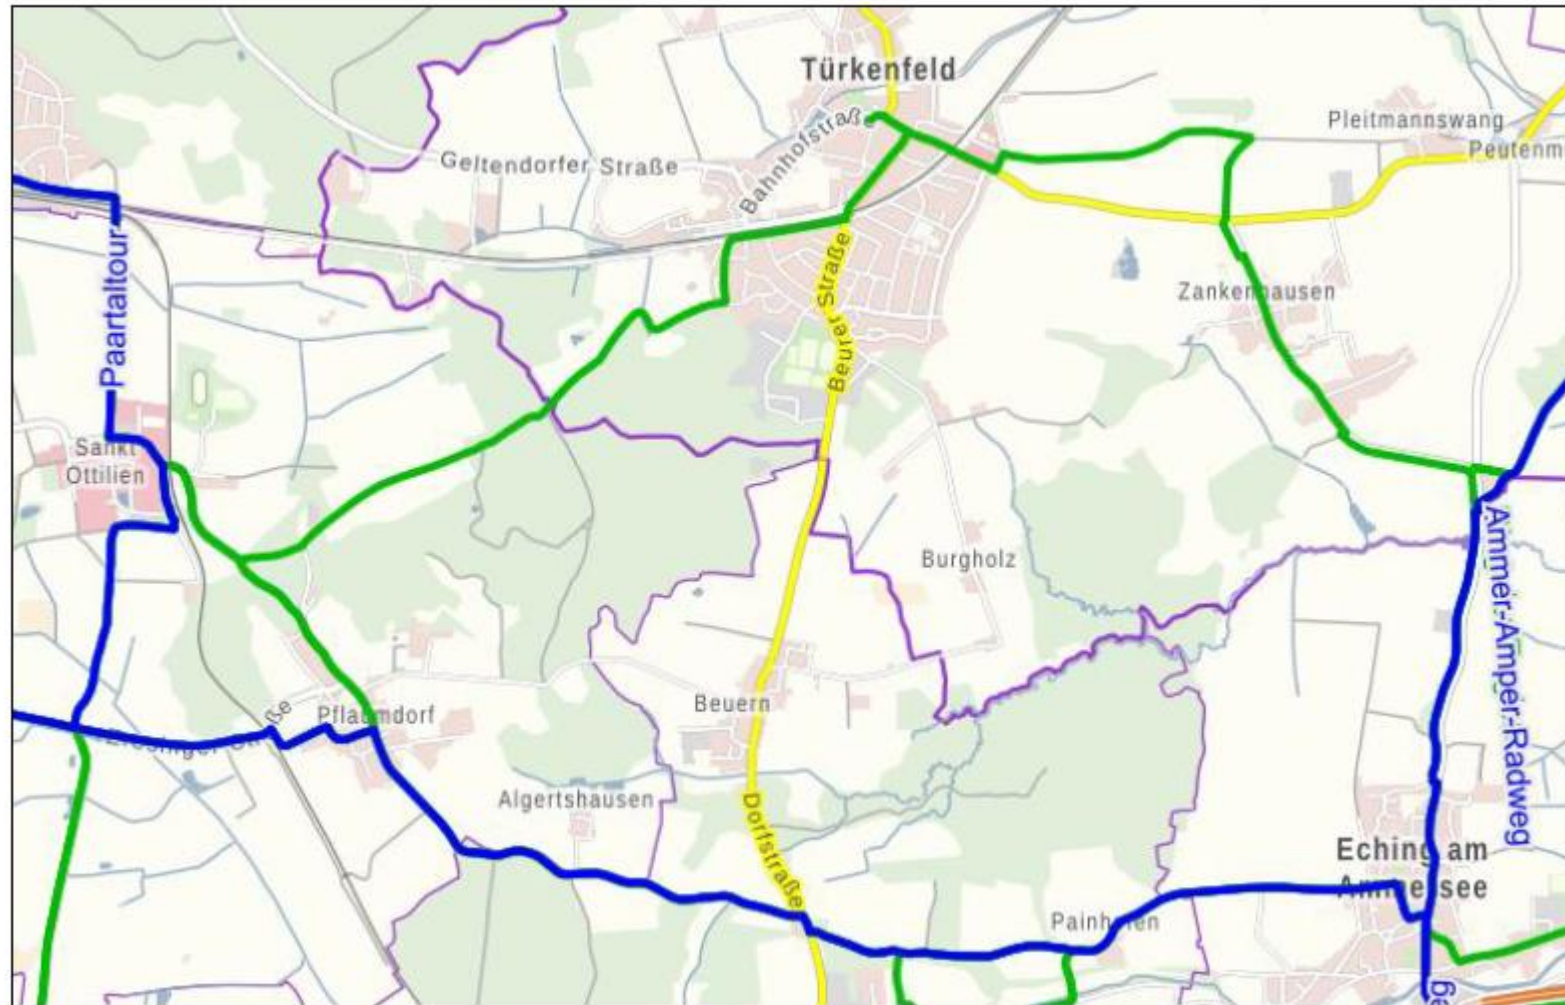 Türkenfeld
Bahnhofstraße
Pleitmannswang
Peutenm
Geltendorfer Straße
Paartaltour
Beurer Straße
Zankenhausen
Sankt
Ottilien
Burgholz
Ammer-Amper-Radweg
Beuern
Pflaumdorf
Algertshausen
Dorfstraße
Eching am
Ammersee
Painhofen